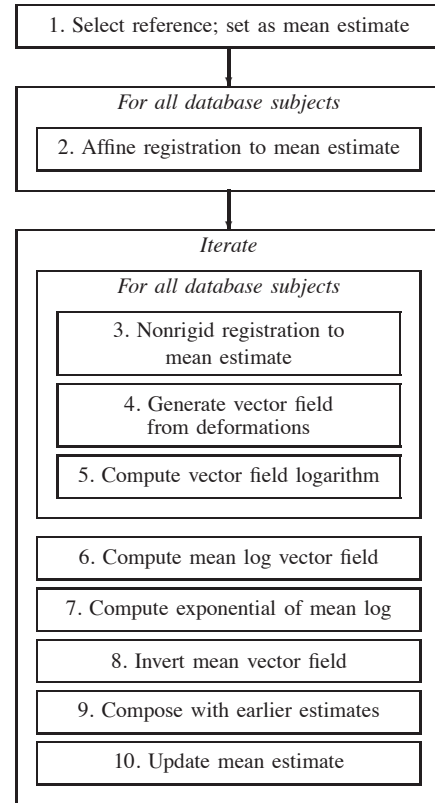 1. Select reference; set as mean estimate
For all database subjects
2. Affine registration to mean estimate
Iterate
For all database subjects
3. Nonrigid registration to
mean estimate
4. Generate vector field
from deformations
5. Compute vector field logarithm
6. Compute mean log vector field
7. Compute exponential of mean log
8. Invert mean vector field
9. Compose with earlier estimates
10. Update mean estimate